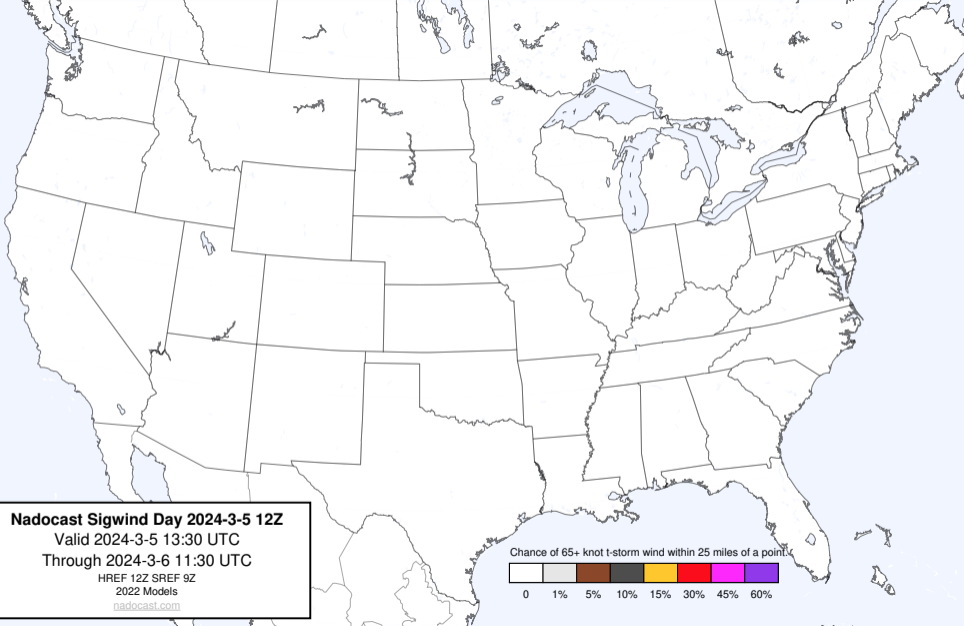 Nadocast Sigwind Day 2024-3-5 12Z
Valid 2024-3-5 13:30 UTC
Through 2024-3-6 11:30 UTC
HREF 12Z SREF 9Z
2022 Models
nadocast.com
Chance of 65+ knot t-storm wind within 25 miles of a point.
0 1% 5% 10% 15% 30% 45% 60%